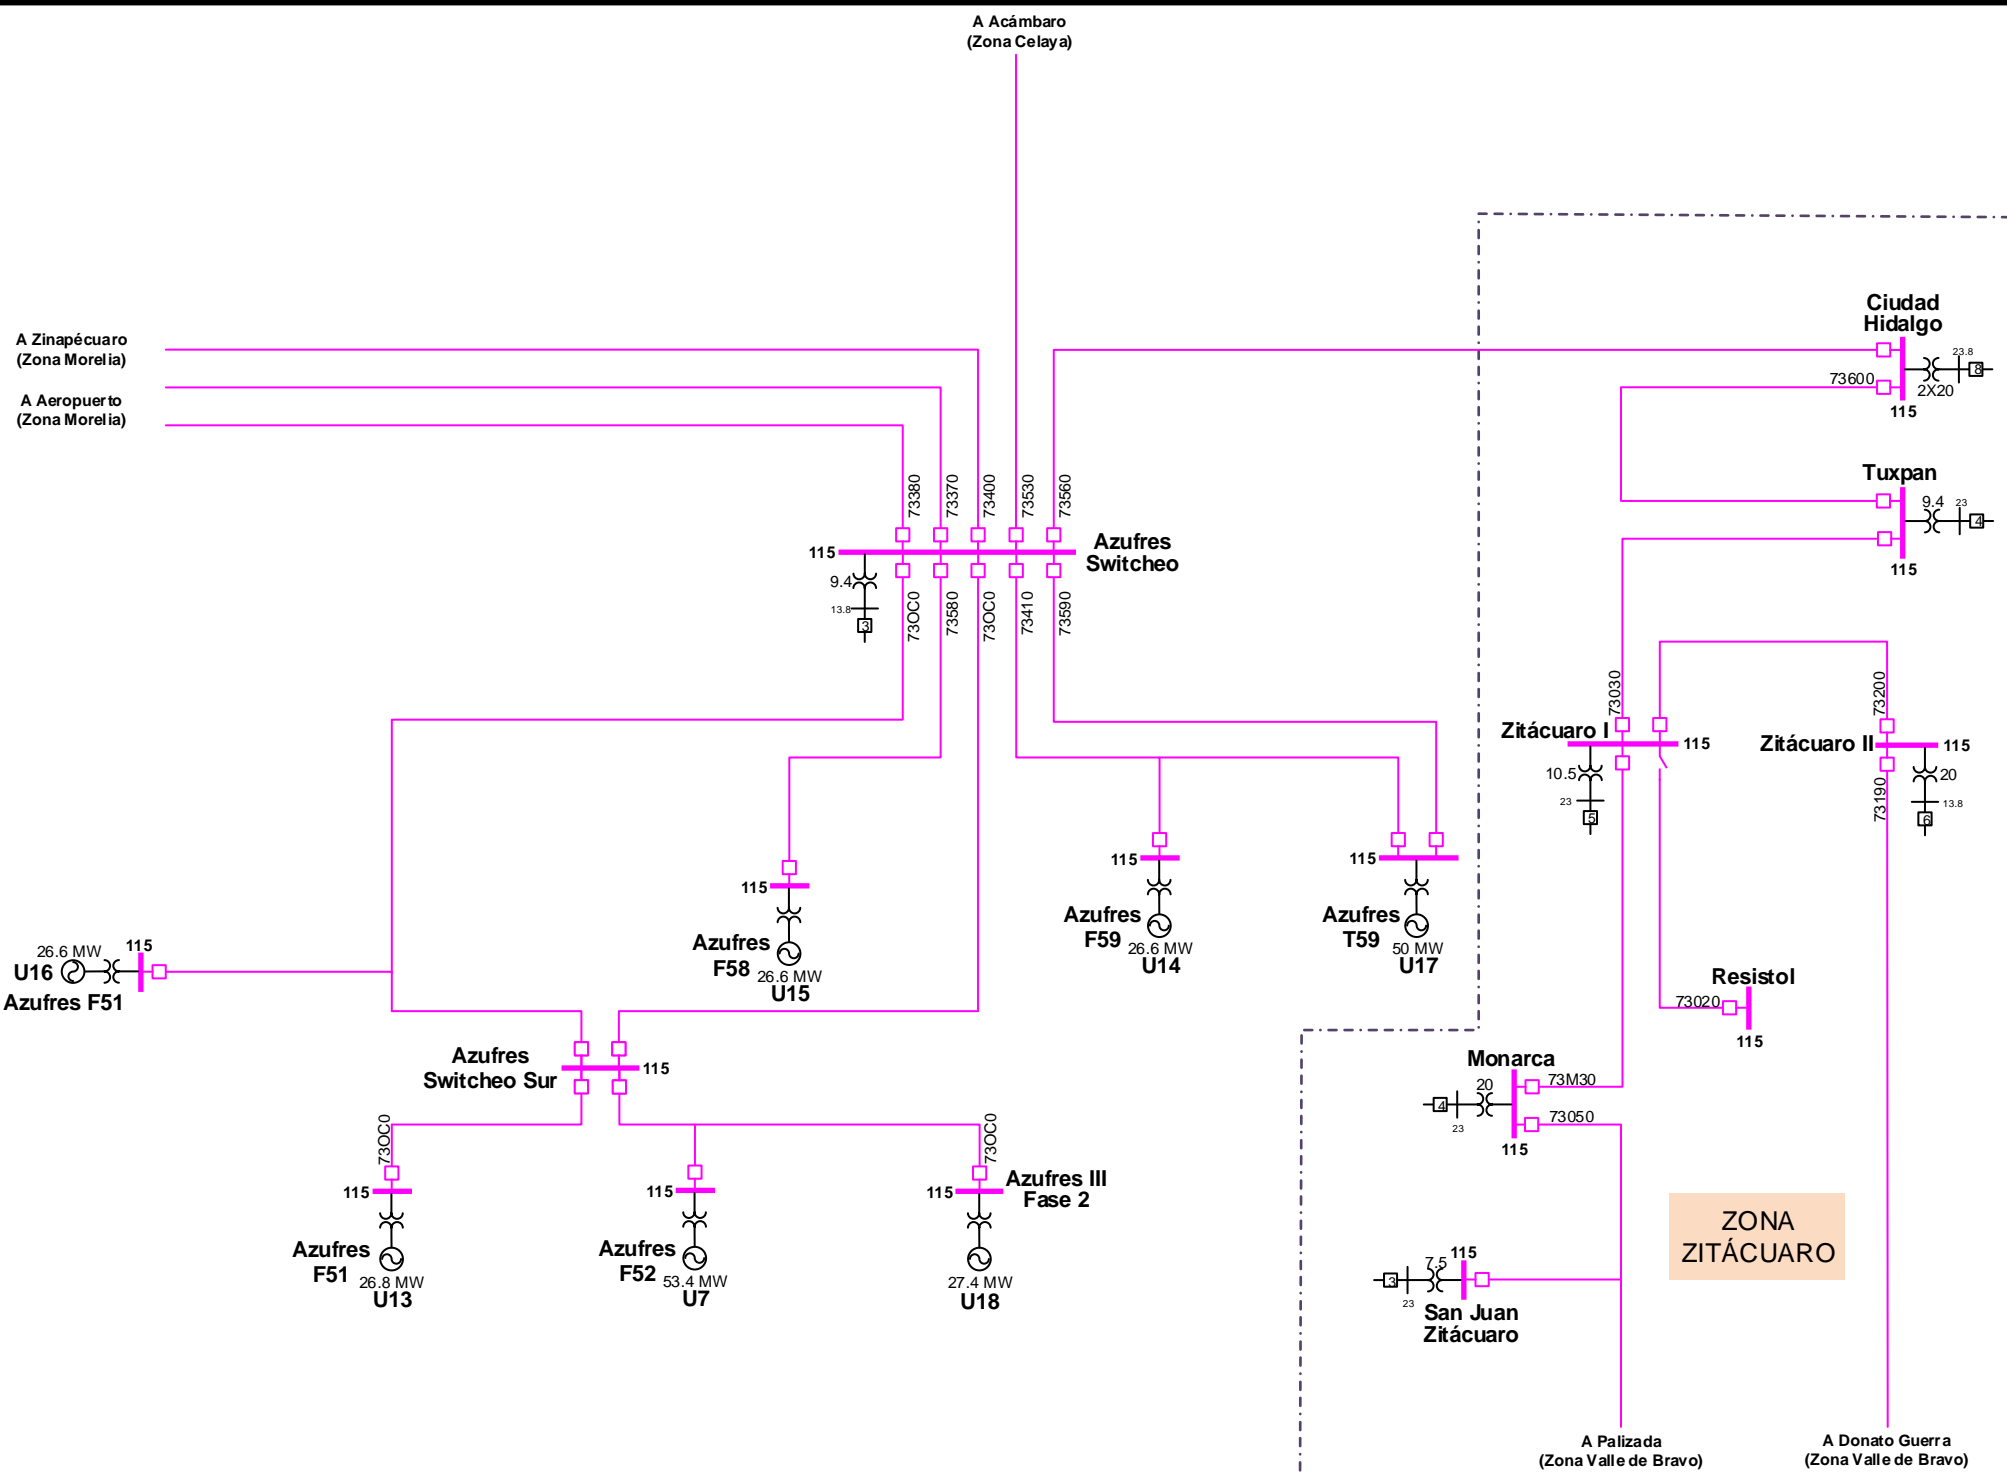 A Acámbaro
(Zona Celaya)
A Zinapécuaro
(Zona Morelia)
A Aeropuerto
(Zona Morelia)
Ciudad
Hidalgo
23.8
8
73600
2X20
115
Tuxpan
9.4
23
4
115
73380
73370
73400
73530
73560
115
Azufres
Switcheo
9.4
13.8
3
73OC0
73580
73OC0
73410
73590
73030
73200
Zitácuaro I
115
10.5
23
5
Zitácuaro II
115
73190
20
13.8
6
115
Azufres
F58
26.6 MW
U15
115
Azufres
F59
26.6 MW
U14
115
Azufres
T59
50 MW
U17
26.6 MW
115
U16
Azufres F51
Resistol
73020
115
Azufres
Switcheo Sur
115
Monarca
20
73M30
4
23
73050
115
73OC0
73OC0
115
Azufres
F51
26.8 MW
U13
115
Azufres
F52
53.4 MW
U7
115
Azufres III
Fase 2
27.4 MW
U18
ZONA
ZITÁCUARO
7.5
115
3
23
San Juan
Zitácuaro
A Palizada
(Zona Valle de Bravo)
A Donato Guerra
(Zona Valle de Bravo)